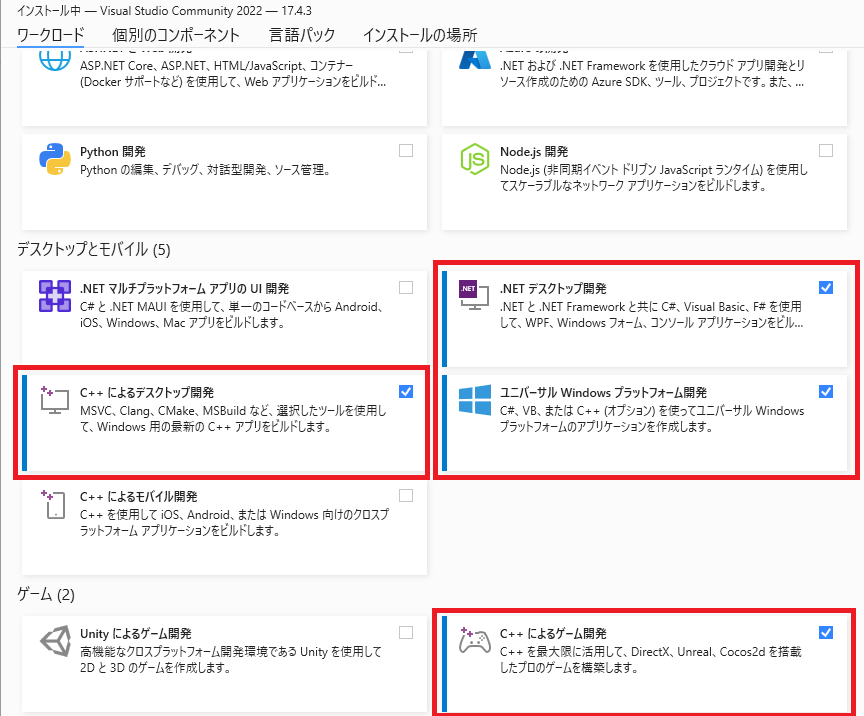 インストール中 — Visual Studio Community 2022 — 17.4.3
ワークロード 個別のコンポーネント 言語パック インストールの場所
ASP.NET Core、ASP.NET、HTML/JavaScript、コンテナー
(Docker サポートなど) を使用して、Web アプリケーションをビルド...
.NET および .NET Framework を使用したクラウド アプリ開発とリ
ソース作成のための Azure SDK、ツール、プロジェクトです。また、...
Python 開発
Python の編集、デバッグ、対話型開発、ソース管理。
JS
Node.js 開発
Node.js (非同期イベント ドリブン JavaScript ランタイム) を使用し
てスケーラブルなネットワーク アプリケーションをビルドします。
デスクトップとモバイル (5)
.NET マルチプラットフォーム アプリの UI 開発
C# と .NET MAUI を使用して、単一のコードベースから Android、
iOS、Windows、Mac アプリをビルドします。
.NET
.NET デスクトップ開発
.NET と .NET Framework と共に C#、Visual Basic、F# を使用
して、WPF、Windows フォーム、コンソール アプリケーションをビル...
C++ によるデスクトップ開発
MSVC、Clang、CMake、MSBuild など、選択したツールを使用し
て、Windows 用の最新の C++ アプリをビルドします。
ユニバーサル Windows プラットフォーム開発
C#、VB、または C++ (オプション) を使ってユニバーサル Windows
プラットフォームのアプリケーションを作成します。
C++ によるモバイル開発
C++ を使用して iOS、Android、または Windows 向けのクロスプ
ラットフォーム アプリケーションをビルドします。
ゲーム (2)
Unity によるゲーム開発
高機能なクロスプラットフォーム開発環境である Unity を使用して
2D と 3D のゲームを作成します。
C++ によるゲーム開発
C++ を最大限に活用して、DirectX、Unreal、Cocos2d を搭載
したプロのゲームを構築します。